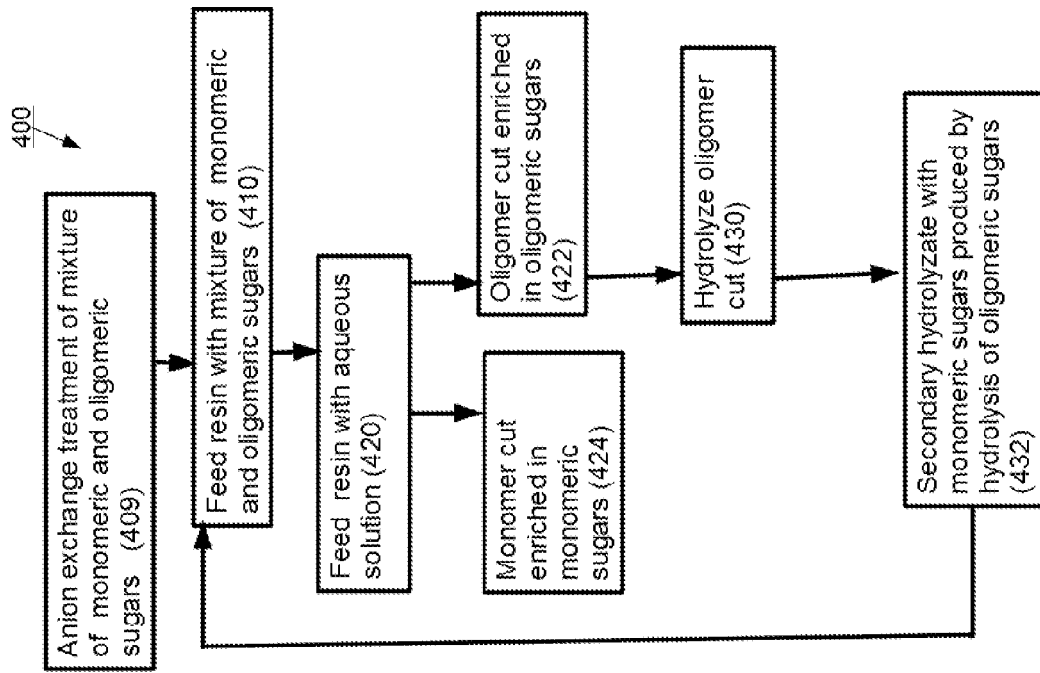 400
Anion exchange treatment of mixture
of monomeric and oligomeric
sugars (409)
Feed resin with mixture of monomeric
and oligomeric sugars (410)
Feed resin with aqueous
solution (420)
Oligomer cut enriched
in oligomeric sugars
(422)
Monomer cut
enriched in
monomeric
sugars (424)
Hydrolyze oligomer
cut (430)
Secondary hydrolyzate with
monomeric sugars produced by
hydrolysis of oligomeric sugars
(432)